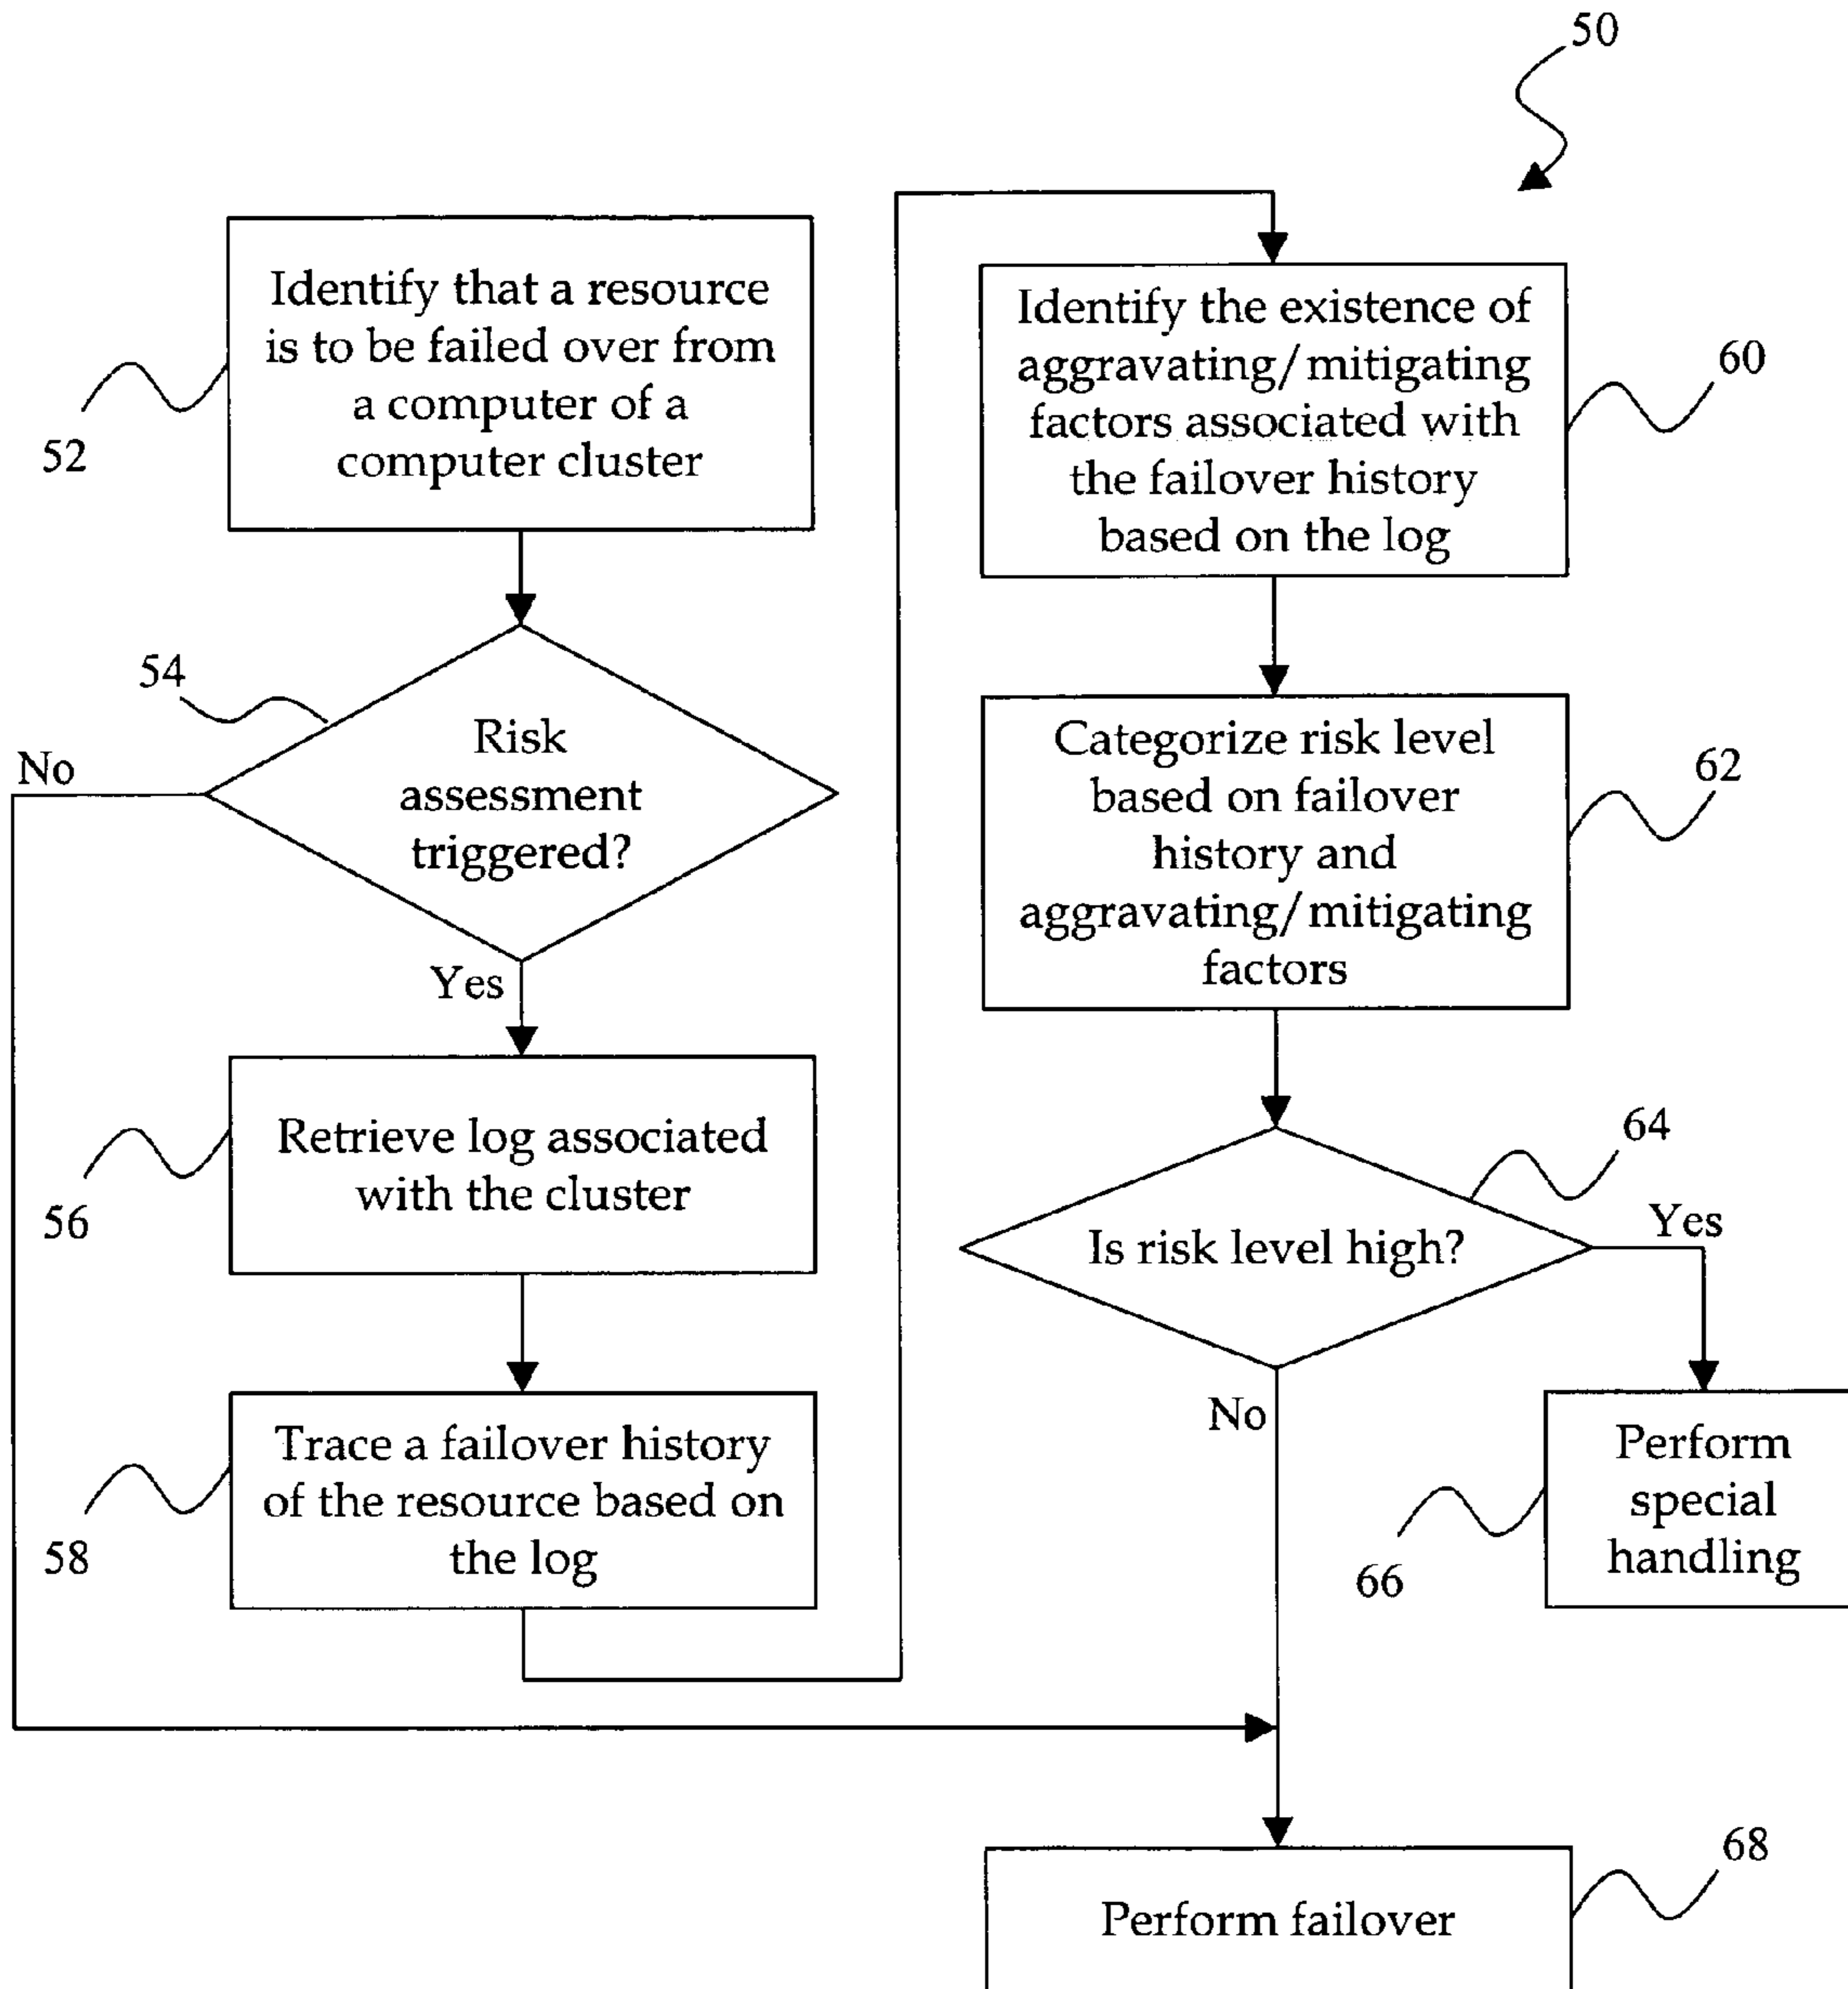 50
Identify that a resource
is to be failed over from
a computer of a
computer cluster
52
54
Risk
assessment
triggered?
No
Yes
Retrieve log associated
with the cluster
56
Trace a failover history
of the resource based on
the log
58
Identify the existence of
aggravating/mitigating
factors associated with
the failover history
based on the log
60
Categorize risk level
based on failover
history and
aggravating/mitigating
factors
62
64
Is risk level high?
Yes
No
Perform
special
handling
66
Perform failover
68